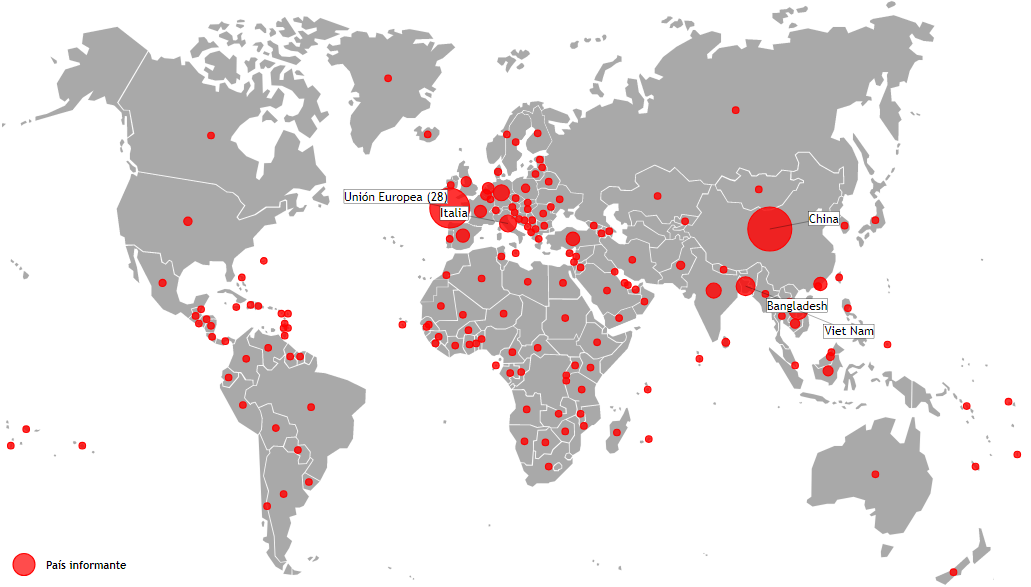 Unión Europea (28)
Italia
China
Bangladesh
Viet Nam
País informante